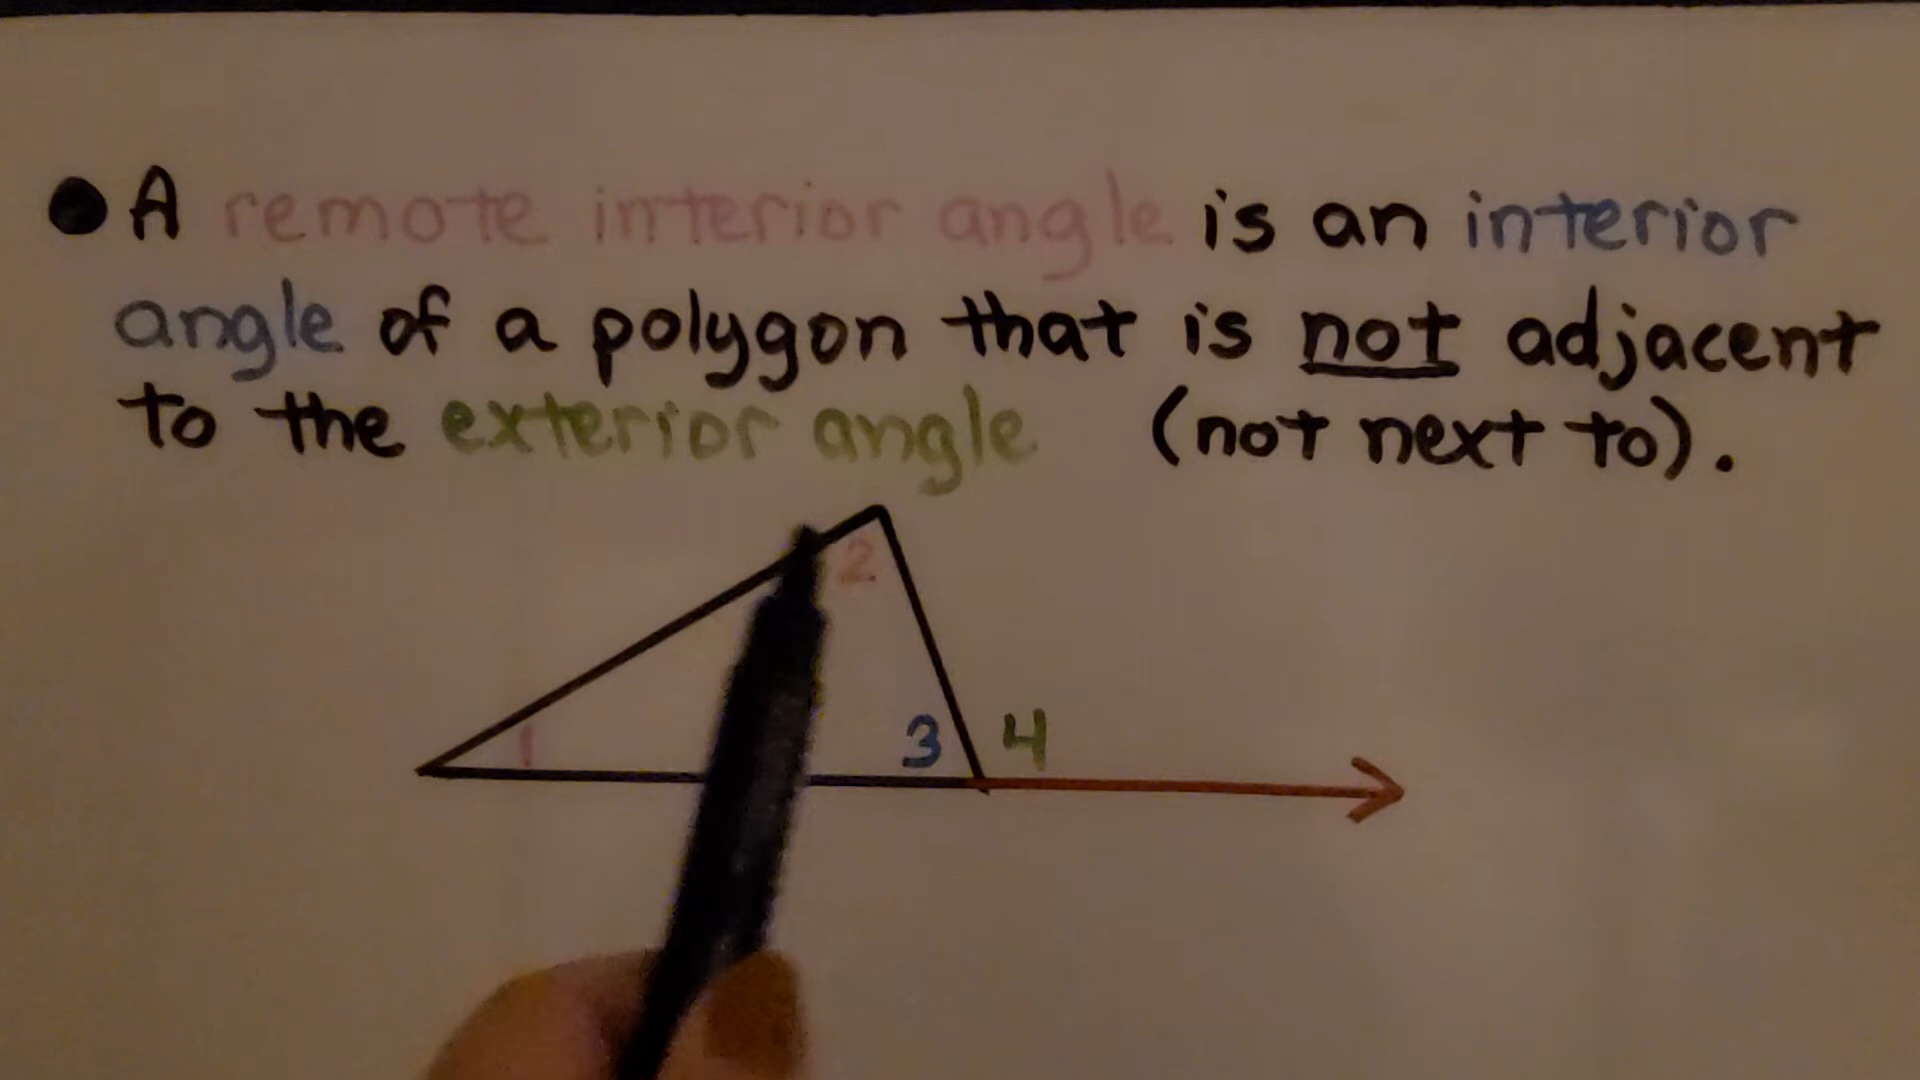 ● A remote interior angle is an interior
angle of a polygon that is not adjacent
to the exterior angle (not next to).
2
1 3 4